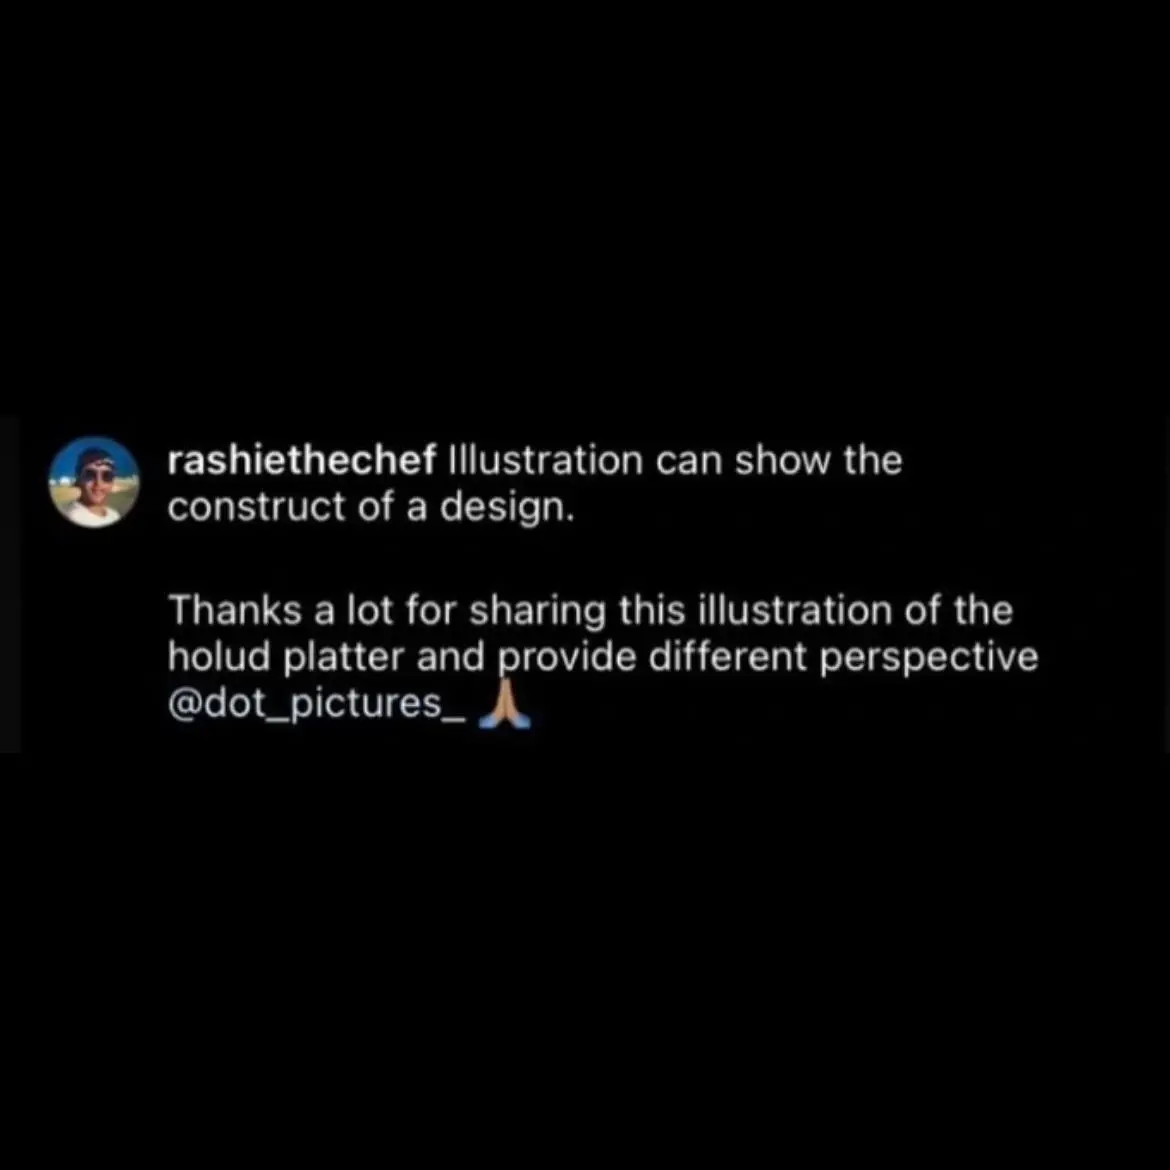 rashiethechef Illustration can show the
construct of a design.
Thanks a lot for sharing this illustration of the
holud platter and provide different perspective
@dot_pictures_ 🙏🏽